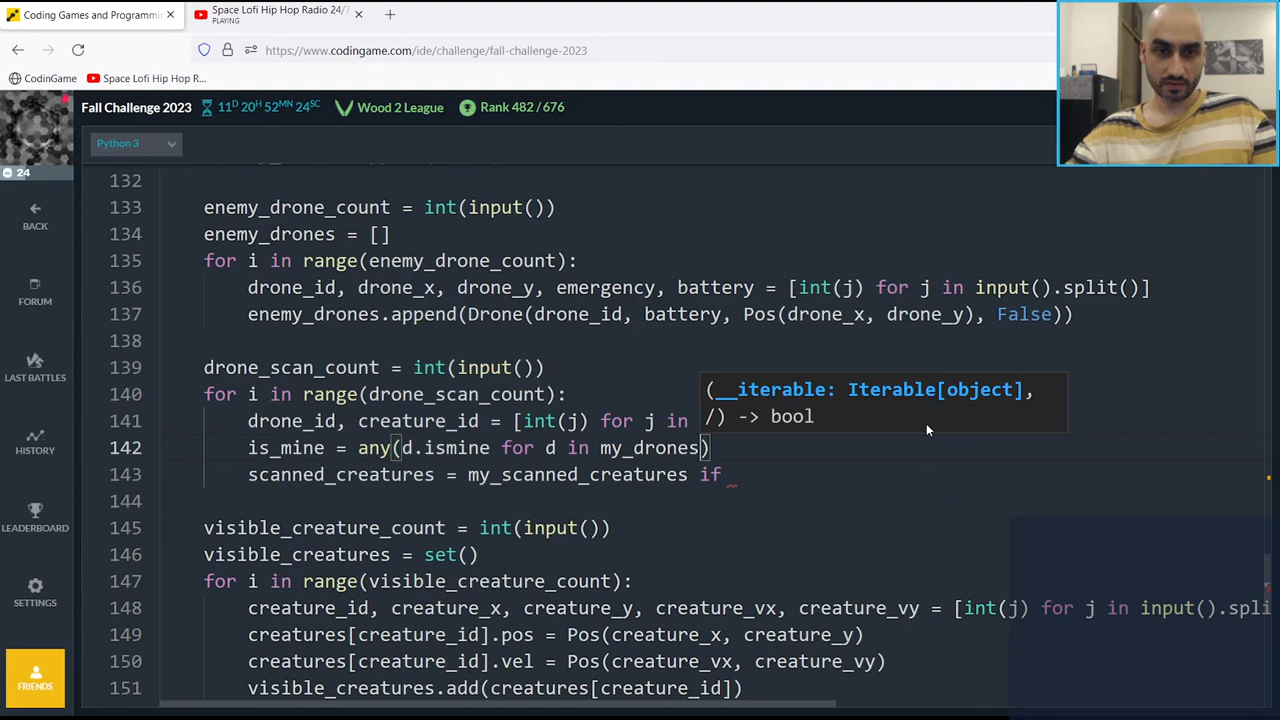 Coding Games and Programmi
Space Lofi Hip Hop Radio 24/7
PLAYING
https://www.codingame.com/ide/challenge/fall-challenge-2023
CodinGame
Space Lofi Hip Hop R...
Fall Challenge 2023
11D 20H 52MN 24SC
Wood 2 League
Rank 482 / 676
Python 3
24
BACK
FORUM
LAST BATTLES
HISTORY
LEADERBOARD
SETTINGS
FRIENDS
132
133 enemy_drone_count = int(input())
134 enemy_drones = []
135 for i in range(enemy_drone_count):
136 drone_id, drone_x, drone_y, emergency, battery = [int(j) for j in input().split()]
137 enemy_drones.append(Drone(drone_id, battery, Pos(drone_x, drone_y), False))
138
139 drone_scan_count = int(input())
140 for i in range(drone_scan_count):
(__iterable: Iterable[object],
/) -> bool
141 drone_id, creature_id = [int(j) for j in
142 is_mine = any(d.ismine for d in my_drones)
143 scanned_creatures = my_scanned_creatures if
144
145 visible_creature_count = int(input())
146 visible_creatures = set()
147 for i in range(visible_creature_count):
148 creature_id, creature_x, creature_y, creature_vx, creature_vy = [int(j) for j in input().spli
149 creatures[creature_id].pos = Pos(creature_x, creature_y)
150 creatures[creature_id].vel = Pos(creature_vx, creature_vy)
151 visible_creatures.add(creatures[creature_id])